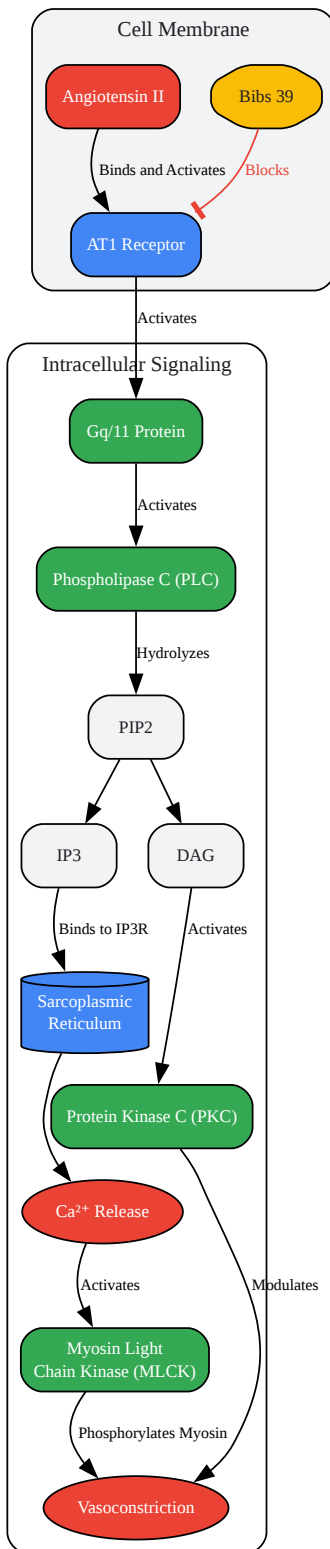 Cell Membrane
Angiotensin II
Bibs 39
Binds and Activates
Blocks
AT1 Receptor
Activates
Intracellular Signaling
Gq/11 Protein
Activates
Phospholipase C (PLC)
Hydrolyzes
PIP2
IP3
DAG
Binds to IP3R
Activates
Sarcoplasmic
Reticulum
Protein Kinase C (PKC)
Ca²⁺ Release
Activates
Modulates
Myosin Light
Chain Kinase (MLCK)
Phosphorylates Myosin
Vasoconstriction